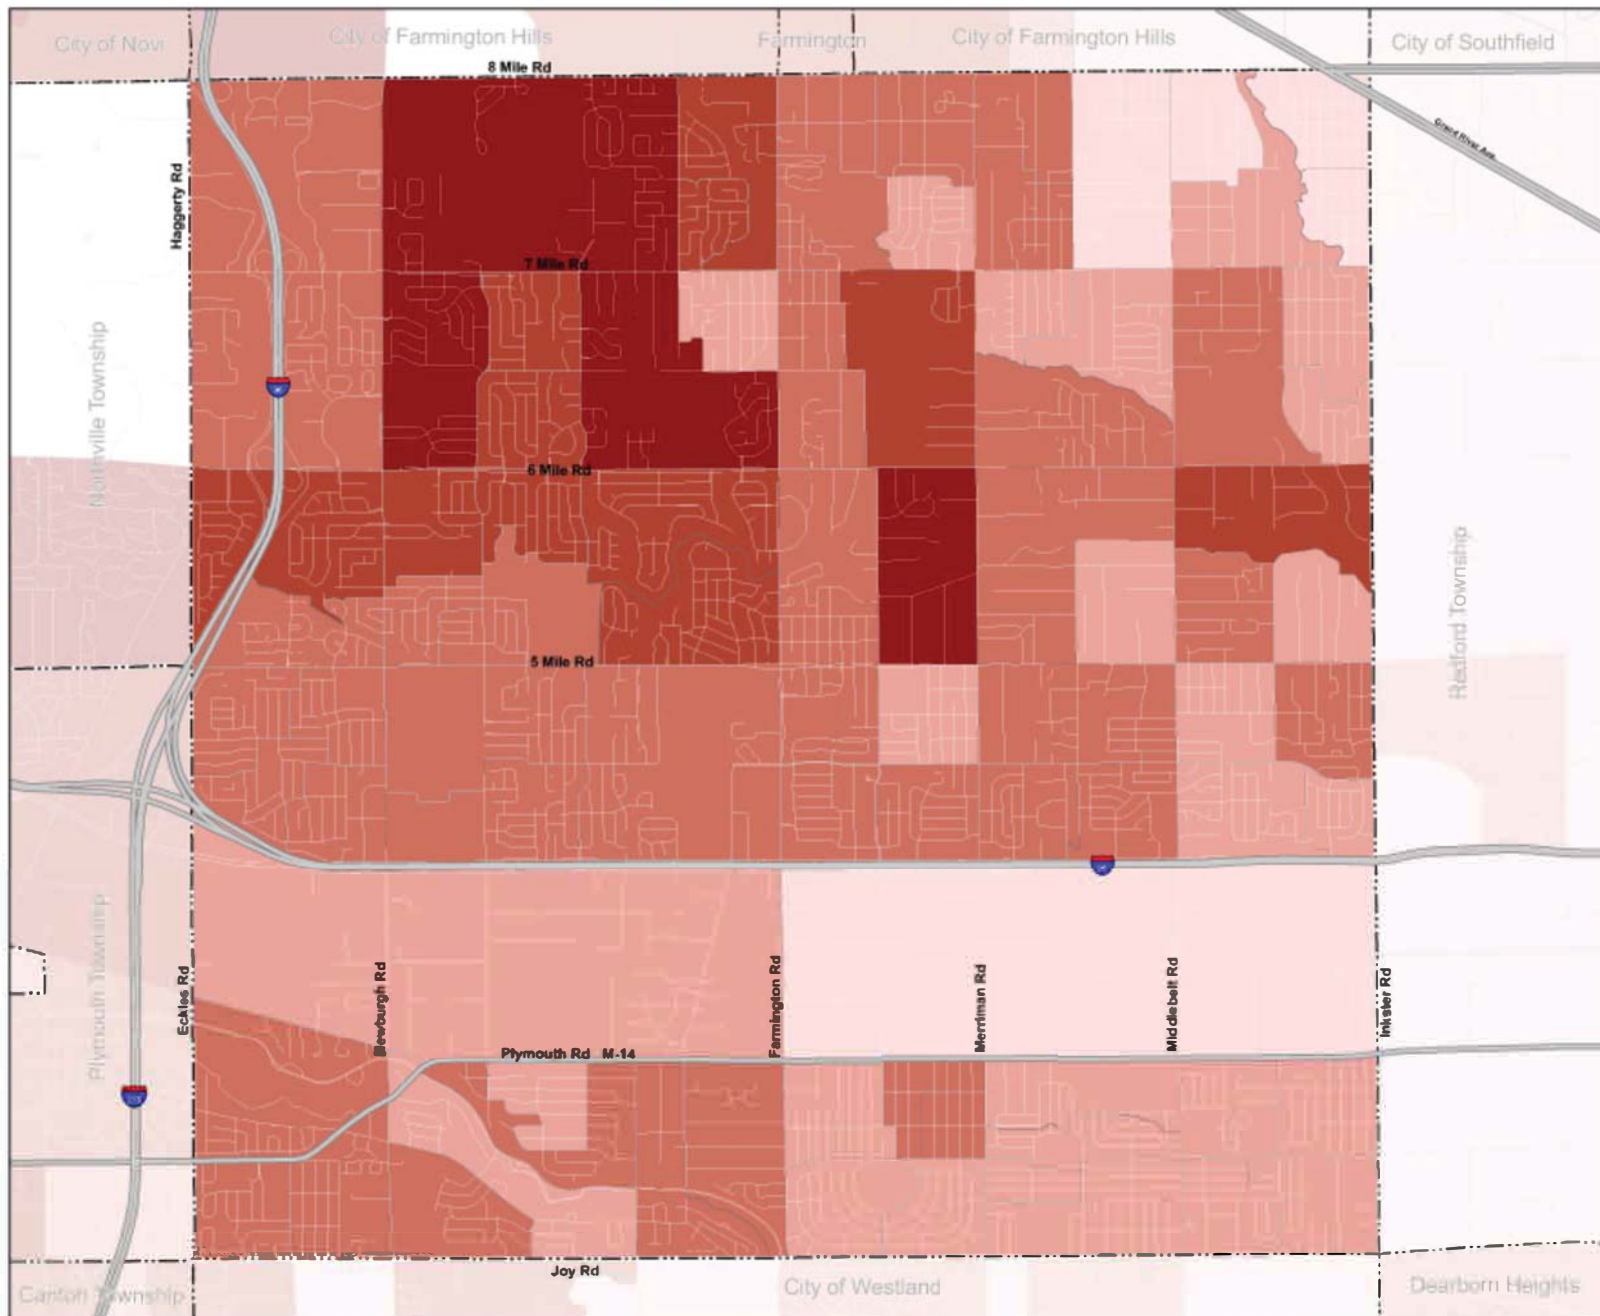 City of Novi
City of Farmington Hills
Farmington
City of Farmington Hills
City of Southfield
8 Mile Rd
Grand River Ave
Haggerty Rd
7 Mile Rd
Northville Township
6 Mile Rd
Redford Township
5 Mile Rd
Plymouth Township
Eckles Rd
Newburgh Rd
Farmington Rd
Merriman Rd
Middlebelt Rd
Inkster Rd
Plymouth Rd M-14
Joy Rd
Canton Township
City of Westland
Dearborn Heights